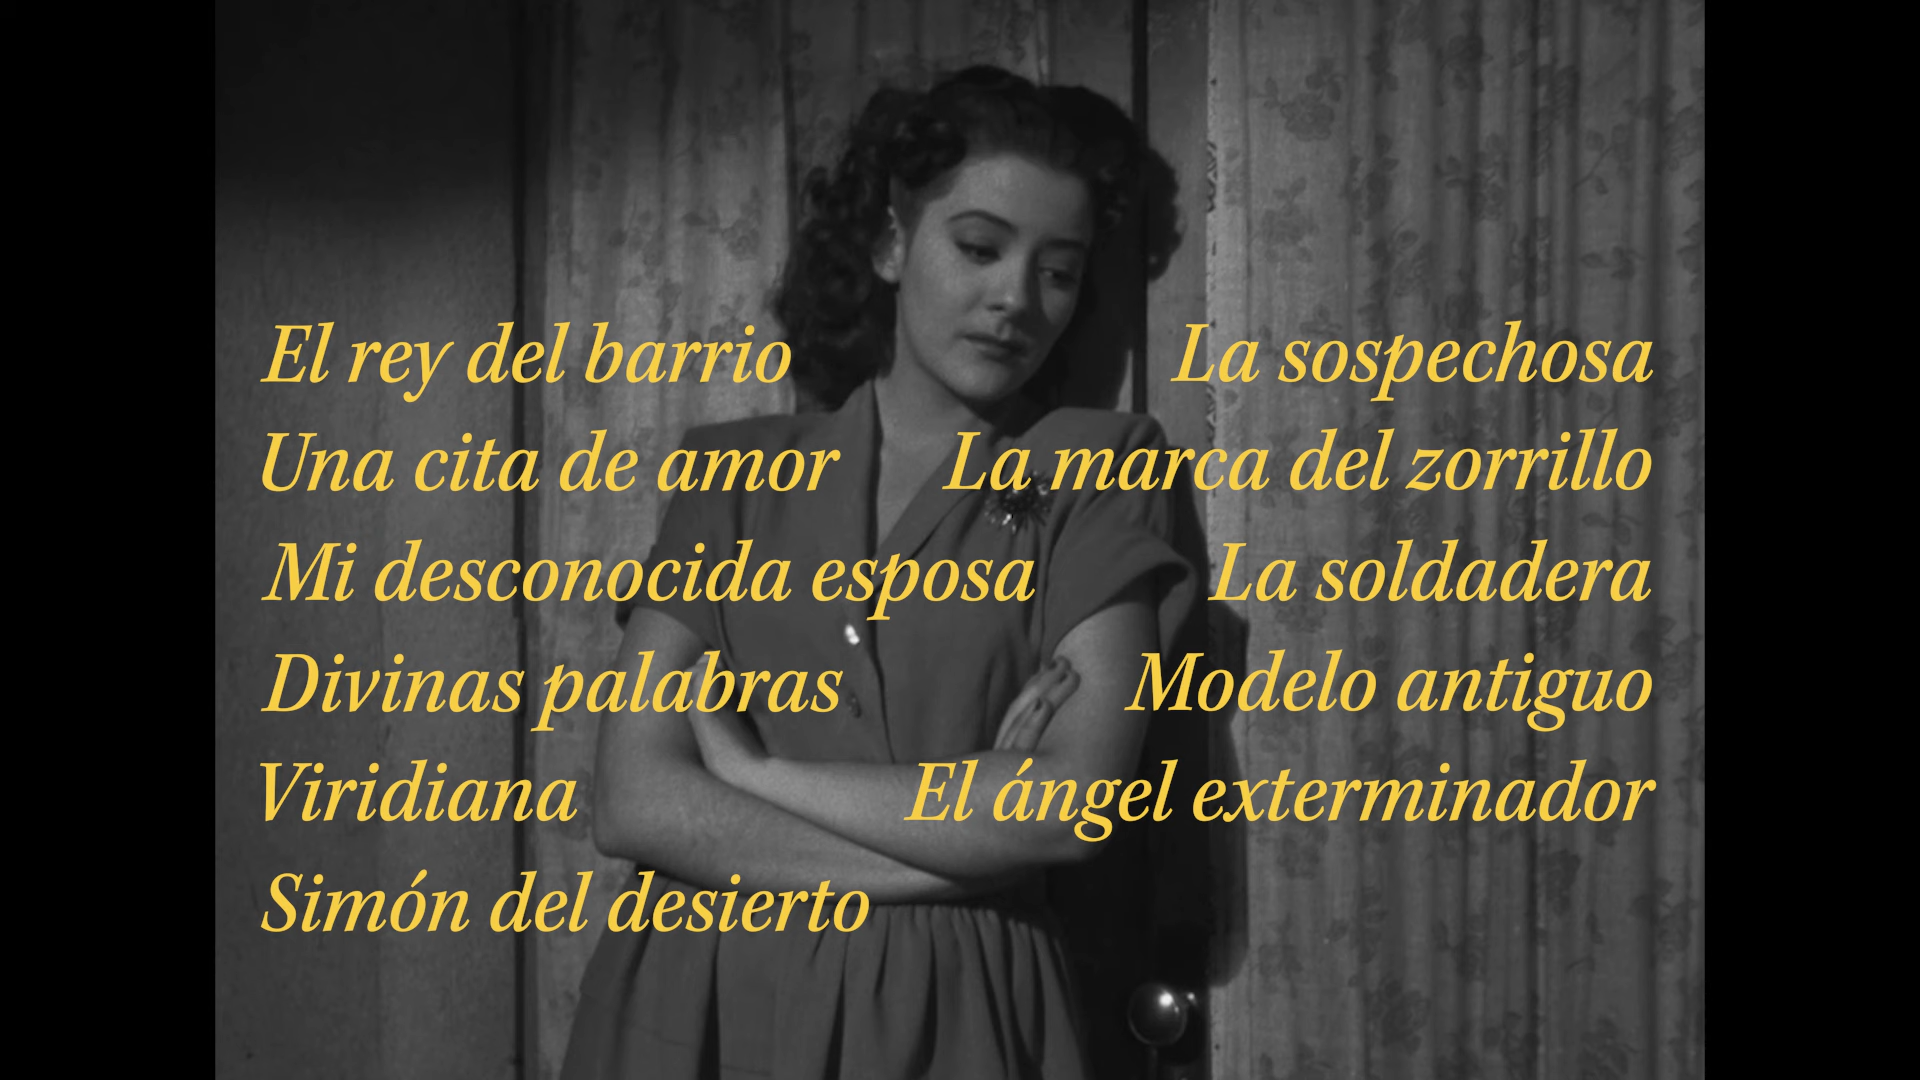 El rey del barrio
La sospechosa
Una cita de amor
La marca del zorrillo
Mi desconocida esposa
La soldadera
Divinas palabras
Modelo antiguo
Viridiana
El ángel exterminador
Simón del desierto